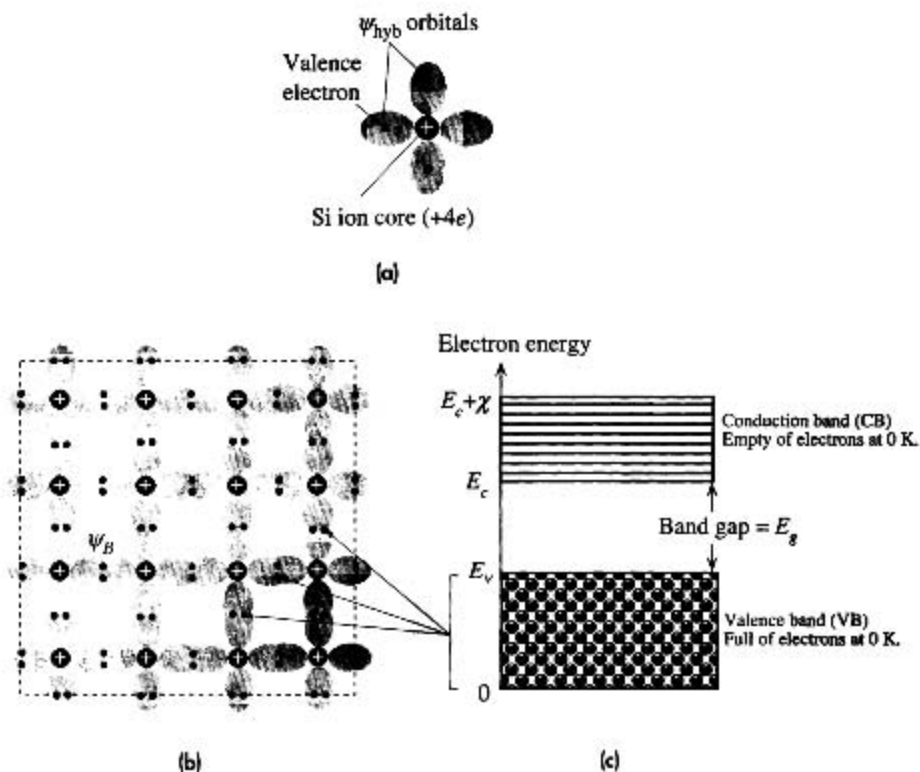 ψhyb orbitals
Valence
electron
Si ion core (+4e)
(a)
ψB
(b)
Electron energy
Ec+χ
Conduction band (CB)
Empty of electrons at 0 K.
Ec
Band gap = Eg
Ev
Valence band (VB)
Full of electrons at 0 K.
0
(c)